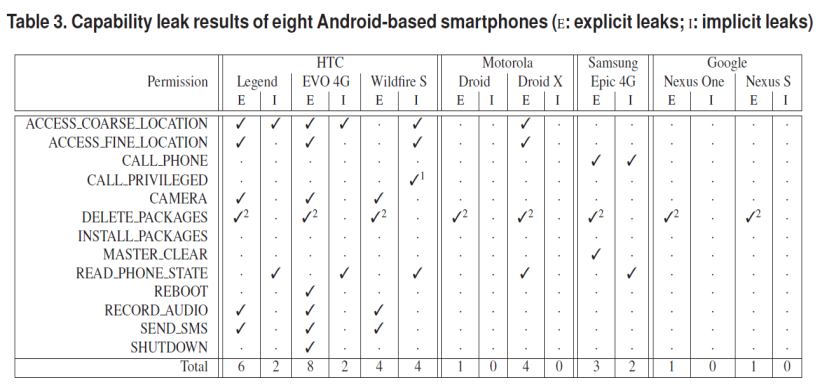 Table 3. Capability leak results of eight Android-based smartphones (E: explicit leaks; I: implicit leaks)
HTC Motorola Samsung Google
Permission Legend EVO 4G Wildfire S Droid Droid X Epic 4G Nexus One Nexus S
E I E I E I E I E I E I E I E I
ACCESS_COARSE_LOCATION ✓ ✓ ✓ ✓ · ✓ · · ✓ · · · · · · ·
ACCESS_FINE_LOCATION ✓ · ✓ · · ✓ · · ✓ · · · · · · ·
CALL_PHONE · · · · · · · · · · ✓ ✓ · · · ·
CALL_PRIVILEGED · · · · · ✓1 · · · · · · · · · ·
CAMERA ✓ · ✓ · ✓ · · · · · · · · · · ·
DELETE_PACKAGES ✓2 · ✓2 · ✓2 · ✓2 · ✓2 · ✓2 · ✓2 · ✓2 ·
INSTALL_PACKAGES · · · · · · · · · · · · · · · ·
MASTER_CLEAR · · · · · · · · · · ✓ · · · · ·
READ_PHONE_STATE · ✓ · ✓ · ✓ · · ✓ · · ✓ · · · ·
REBOOT · · ✓ · · · · · · · · · · · · ·
RECORD_AUDIO ✓ · ✓ · ✓ · · · · · · · · · · ·
SEND_SMS ✓ · ✓ · ✓ · · · · · · · · · · ·
SHUTDOWN · · ✓ · · · · · · · · · · · · ·
Total 6 2 8 2 4 4 1 0 4 0 3 2 1 0 1 0